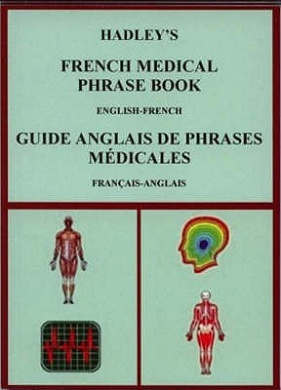 HADLEY'S
FRENCH MEDICAL
PHRASE BOOK
ENGLISH-FRENCH
GUIDE ANGLAIS DE PHRASES
MÉDICALES
FRANÇAIS-ANGLAIS